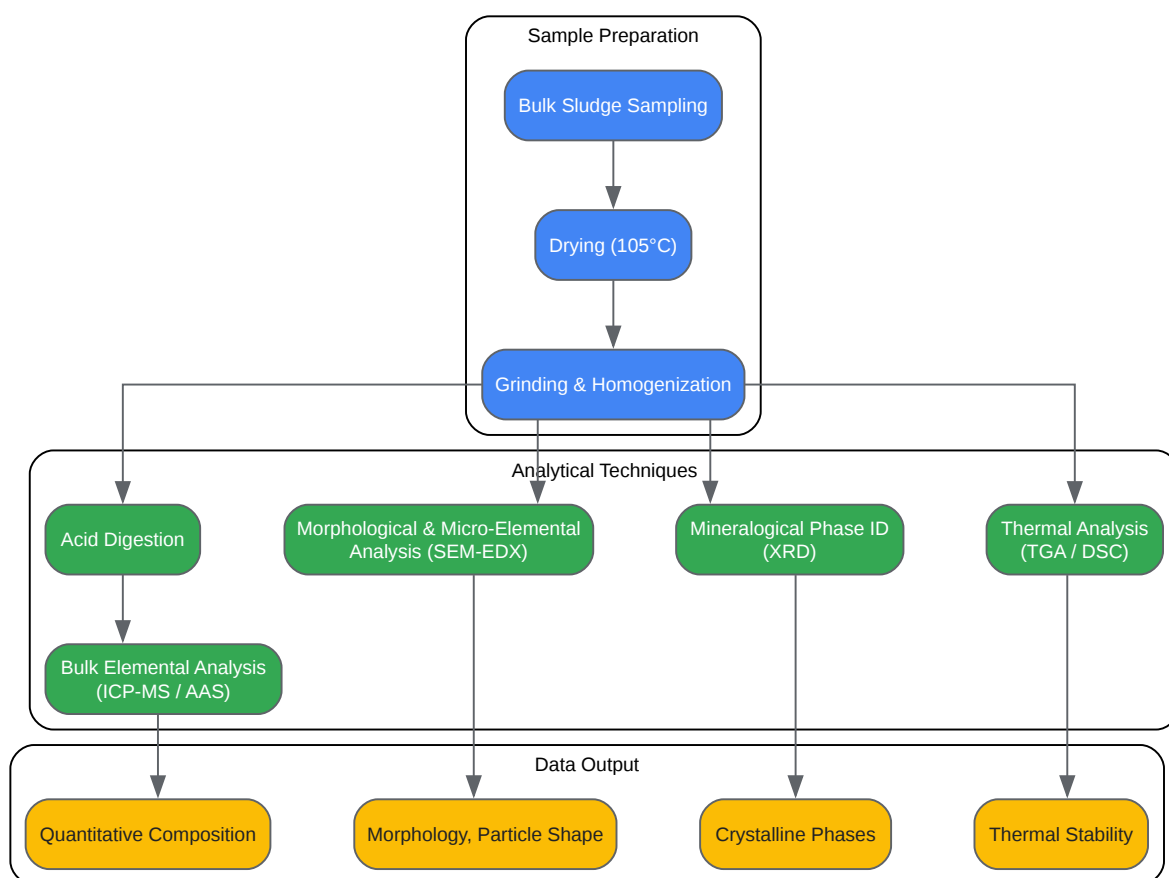 Sample Preparation
Bulk Sludge Sampling
Drying (105°C)
Grinding & Homogenization
Analytical Techniques
Acid Digestion
Morphological & Micro-Elemental
Analysis (SEM-EDX)
Mineralogical Phase ID
(XRD)
Thermal Analysis
(TGA / DSC)
Bulk Elemental Analysis
(ICP-MS / AAS)
Data Output
Quantitative Composition
Morphology, Particle Shape
Crystalline Phases
Thermal Stability